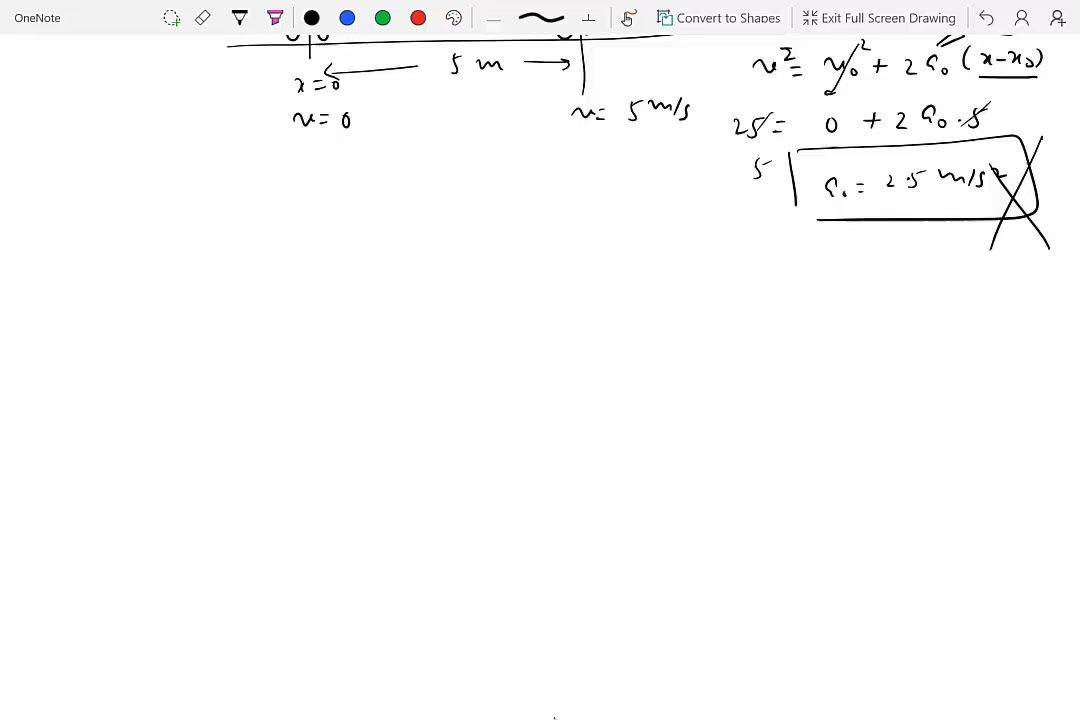 OneNote
Convert to Shapes
Exit Full Screen Drawing
5 m
x = 0
v = 0
v = 5 m/s
v² = v₀² + 2 a₀ (x-x₀)
25 = 0 + 2 a₀ · 5
5
a₀ = 2.5 m/s²